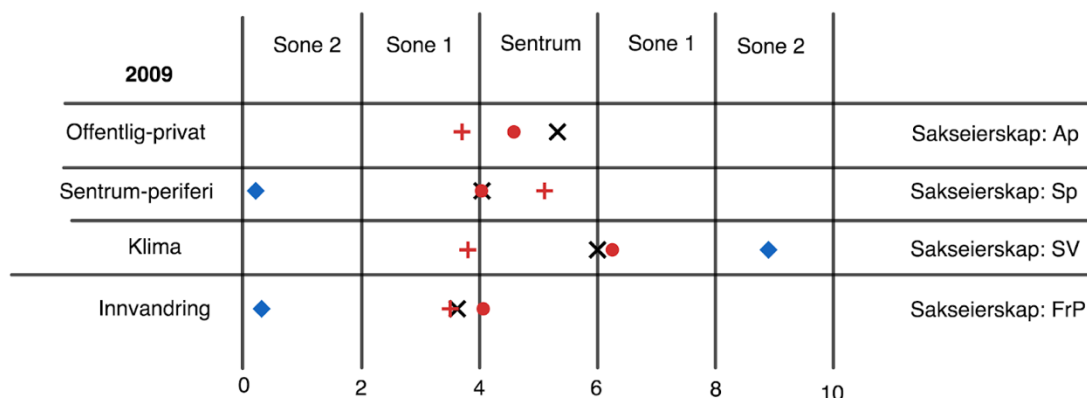 Sone 2 Sone 1 Sentrum Sone 1 Sone 2
2009
Offentlig-privat Sakseierskap: Ap
Sentrum-periferi Sakseierskap: Sp
Klima Sakseierskap: SV
Innvandring Sakseierskap: FrP
0 2 4 6 8 10